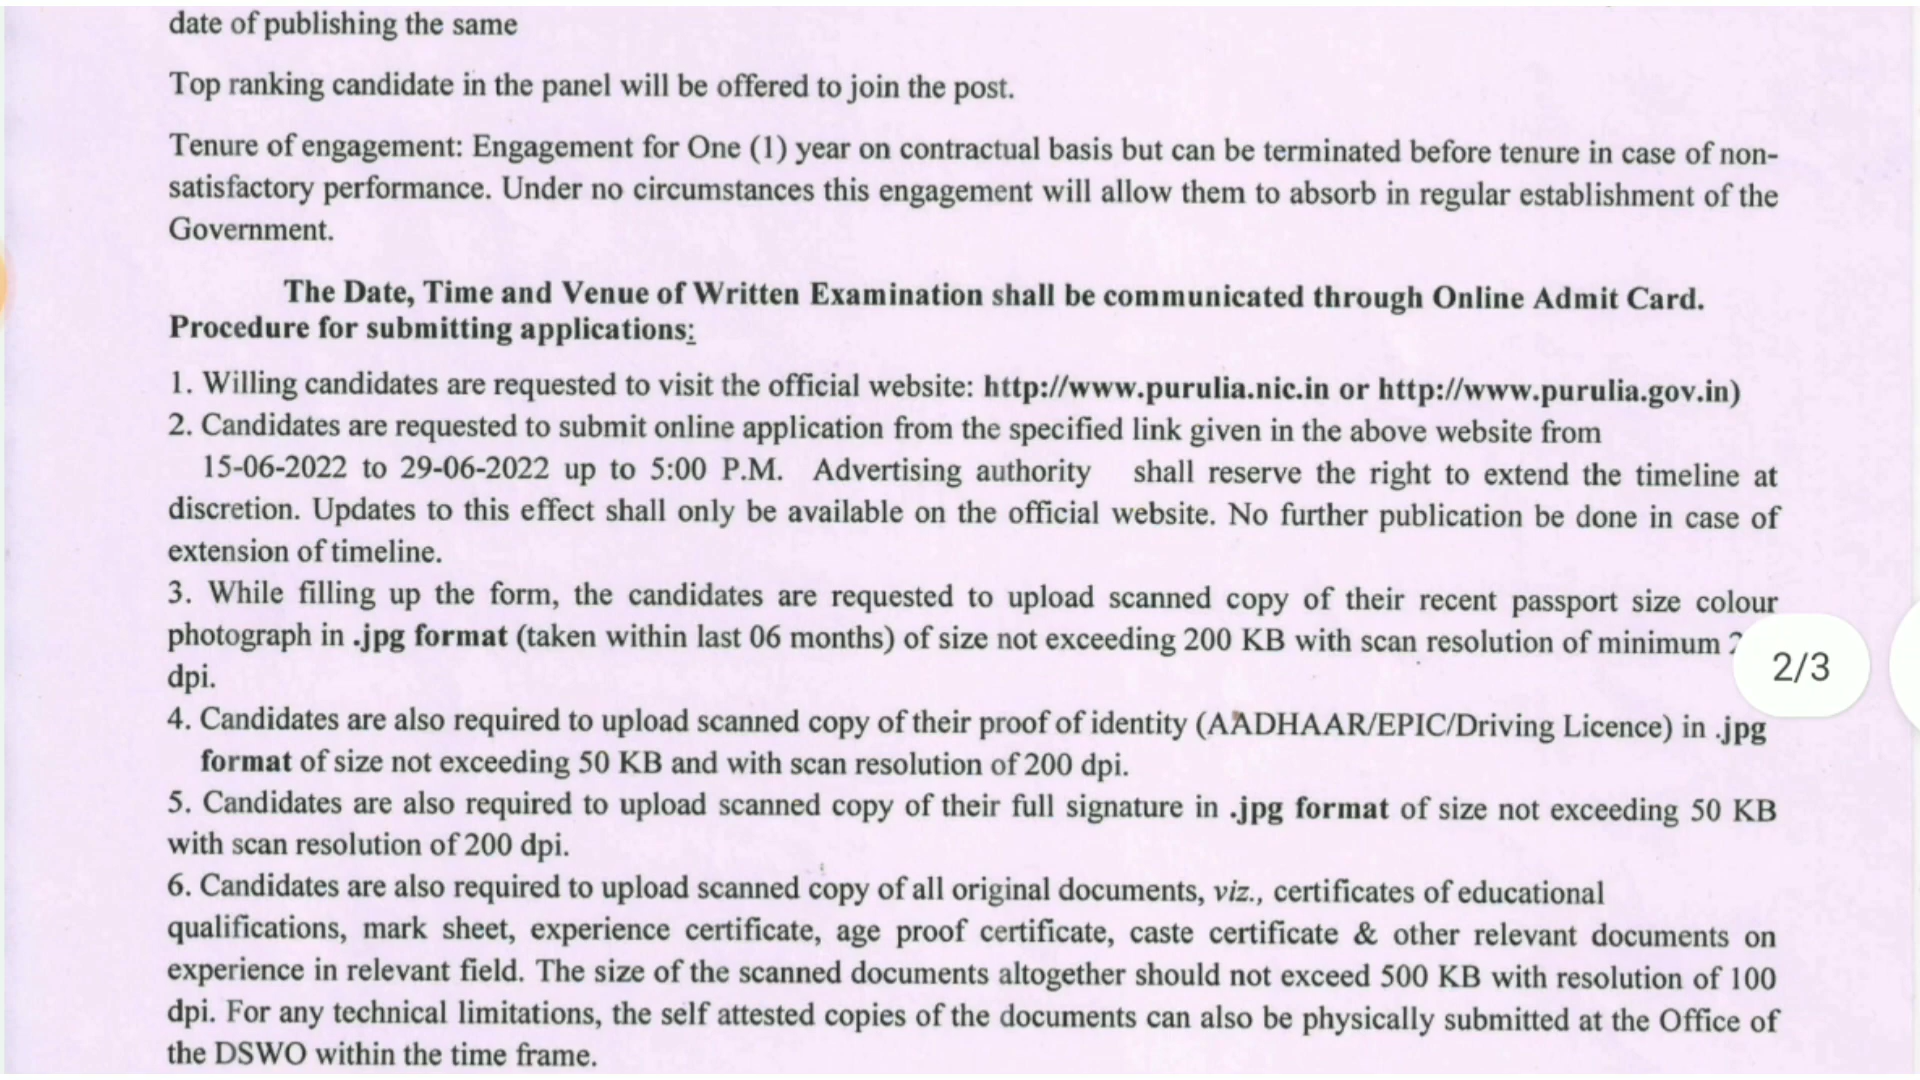 date of publishing the same
Top ranking candidate in the panel will be offered to join the post.
Tenure of engagement: Engagement for One (1) year on contractual basis but can be terminated before tenure in case of non-
satisfactory performance. Under no circumstances this engagement will allow them to absorb in regular establishment of the
Government.
The Date, Time and Venue of Written Examination shall be communicated through Online Admit Card.
Procedure for submitting applications:
1. Willing candidates are requested to visit the official website: http://www.purulia.nic.in or http://www.purulia.gov.in)
2. Candidates are requested to submit online application from the specified link given in the above website from
15-06-2022 to 29-06-2022 up to 5:00 P.M. Advertising authority shall reserve the right to extend the timeline at
discretion. Updates to this effect shall only be available on the official website. No further publication be done in case of
extension of timeline.
3. While filling up the form, the candidates are requested to upload scanned copy of their recent passport size colour
photograph in .jpg format (taken within last 06 months) of size not exceeding 200 KB with scan resolution of minimum
dpi.
2/3
4. Candidates are also required to upload scanned copy of their proof of identity (AADHAAR/EPIC/Driving Licence) in .jpg
format of size not exceeding 50 KB and with scan resolution of 200 dpi.
5. Candidates are also required to upload scanned copy of their full signature in .jpg format of size not exceeding 50 KB
with scan resolution of 200 dpi.
6. Candidates are also required to upload scanned copy of all original documents, viz., certificates of educational
qualifications, mark sheet, experience certificate, age proof certificate, caste certificate & other relevant documents on
experience in relevant field. The size of the scanned documents altogether should not exceed 500 KB with resolution of 100
dpi. For any technical limitations, the self attested copies of the documents can also be physically submitted at the Office of
the DSWO within the time frame.